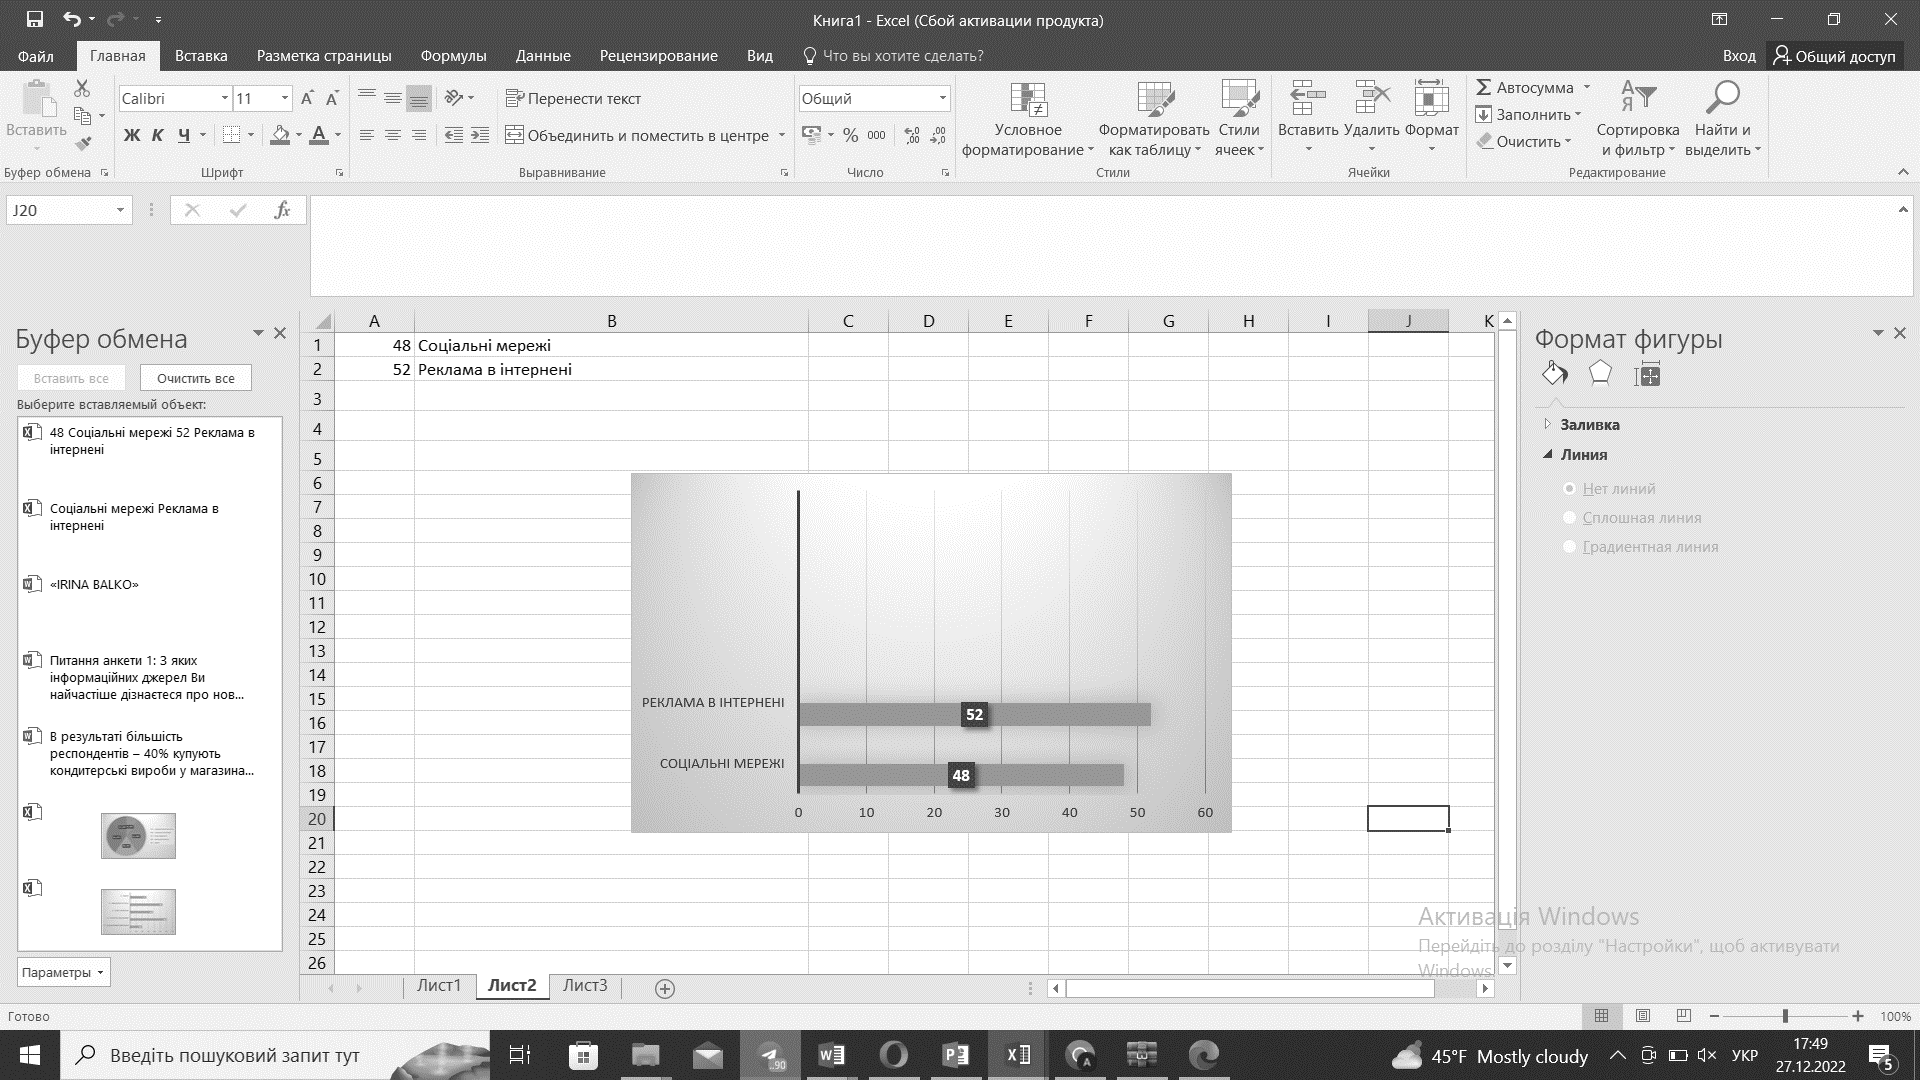 Книга1 - Excel (Сбой активации продукта)
Файл Главная Вставка Разметка страницы Формулы Данные Рецензирование Вид Что вы хотите сделать? Вход Общий доступ
Вставить
Буфер обмена
Calibri 11
Ж К Ч А
Шрифт
Перенести текст
Объединить и поместить в центре
Выравнивание
Общий
% 000 ,00
Число
Условное форматирование
Форматировать как таблицу
Стили ячеек
Стили
Вставить Удалить Формат
Ячейки
Автосумма
Заполнить
Очистить
Сортировка и фильтр
Найти и выделить
Редактирование
J20 fx
Буфер обмена
Вставить все Очистить все
Выберите вставляемый объект:
48 Соціальні мережі 52 Реклама в
інтернені
Соціальні мережі Реклама в
інтернені
«IRINA BALKO»
Питання анкети 1: З яких
інформаційних джерел Ви
найчастіше дізнаєтеся про нов...
В результаті більшість
респондентів – 40% купують
кондитерські вироби у магазина...
Параметры
A B C D E F G H I J K
1 48 Соціальні мережі
2 52 Реклама в інтернені
3
4
5
6
7
8
9
10
11
12
13
14
15
16
17
18
19
20
21
22
23
24
25
26
РЕКЛАМА В ІНТЕРНЕНІ 52
СОЦІАЛЬНІ МЕРЕЖІ 48
0 10 20 30 40 50 60
Формат фигуры
Заливка
Линия
Нет линий
Сплошная линия
Градиентная линия
Активація Windows
Перейдіть до розділу "Настройки", щоб активувати
Windows.
Лист1 Лист2 Лист3
Готово 100%
Введіть пошуковий запит тут
..90
45°F Mostly cloudy
УКР
17:49
27.12.2022
5